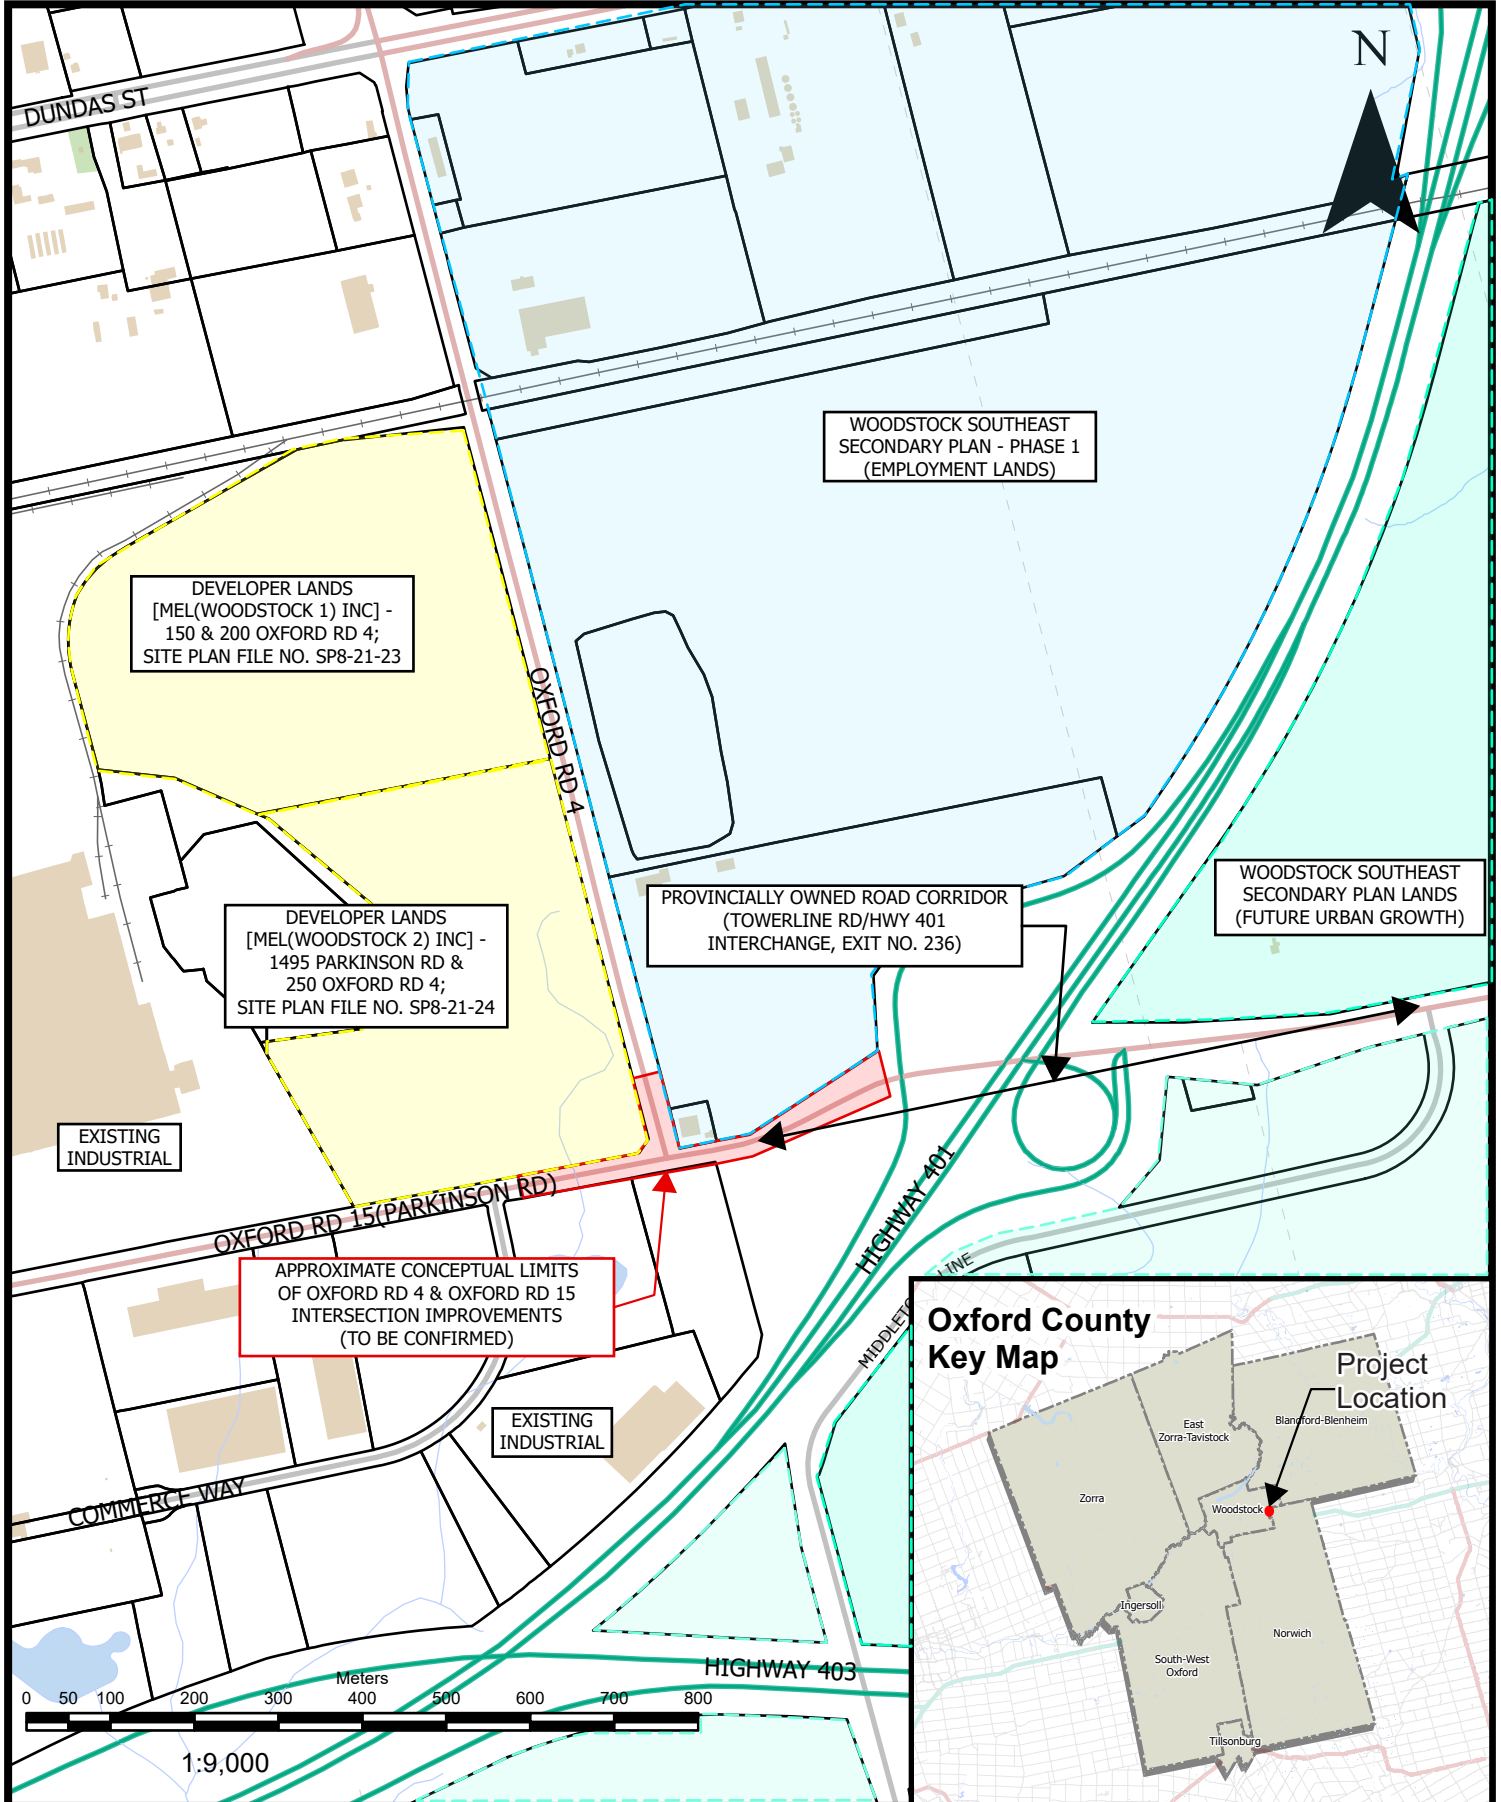 N
DUNDAS ST
WOODSTOCK SOUTHEAST
SECONDARY PLAN - PHASE 1
(EMPLOYMENT LANDS)
DEVELOPER LANDS
[MEL(WOODSTOCK 1) INC] -
150 & 200 OXFORD RD 4;
SITE PLAN FILE NO. SP8-21-23
OXFORD RD 4
PROVINCIALLY OWNED ROAD CORRIDOR
(TOWERLINE RD/HWY 401
INTERCHANGE, EXIT NO. 236)
WOODSTOCK SOUTHEAST
SECONDARY PLAN LANDS
(FUTURE URBAN GROWTH)
DEVELOPER LANDS
[MEL(WOODSTOCK 2) INC] -
1495 PARKINSON RD &
250 OXFORD RD 4;
SITE PLAN FILE NO. SP8-21-24
EXISTING
INDUSTRIAL
OXFORD RD 15(PARKINSON RD)
HIGHWAY 401
APPROXIMATE CONCEPTUAL LIMITS
OF OXFORD RD 4 & OXFORD RD 15
INTERSECTION IMPROVEMENTS
(TO BE CONFIRMED)
LINE
EXISTING
INDUSTRIAL
COMMERCE WAY
HIGHWAY 403
Meters
0 50 100 200 300 400 500 600 700 800
1:9,000
Oxford County
Key Map
Project
Location
East
Zorra-Tavistock
Blandford-Blenheim
Zorra
Woodstock
Ingersoll
Norwich
South-West
Oxford
Tillsonburg